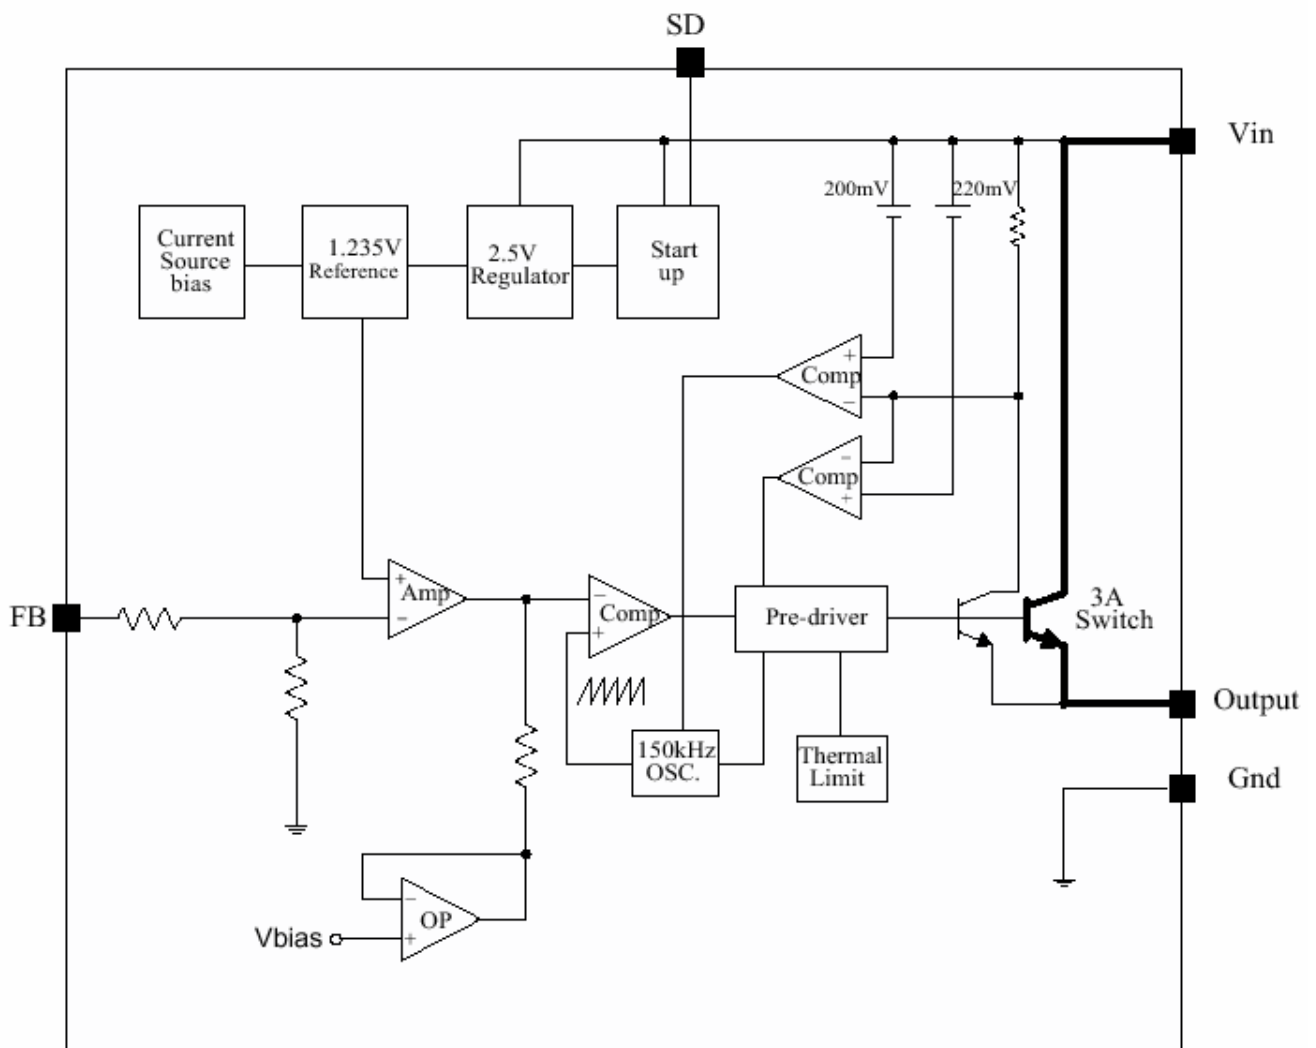 SD
Vin
200mV
220mV
Current
Source
bias
1.235V
Reference
2.5V
Regulator
Start
up
+
Comp
−
−
Comp
+
+
Amp
−
FB
−
Comp
+
Pre-driver
3A
Switch
Output
150kHz
OSC.
Thermal
Limit
Gnd
−
OP
+
Vbias